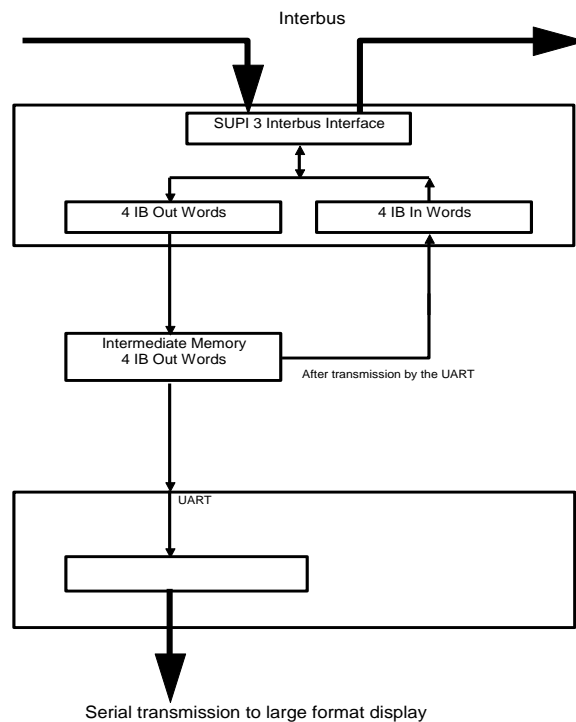 Interbus
SUPI 3 Interbus Interface
4 IB Out Words
4 IB In Words
Intermediate Memory
4 IB Out Words
After transmission by the UART
UART
Serial transmission to large format display